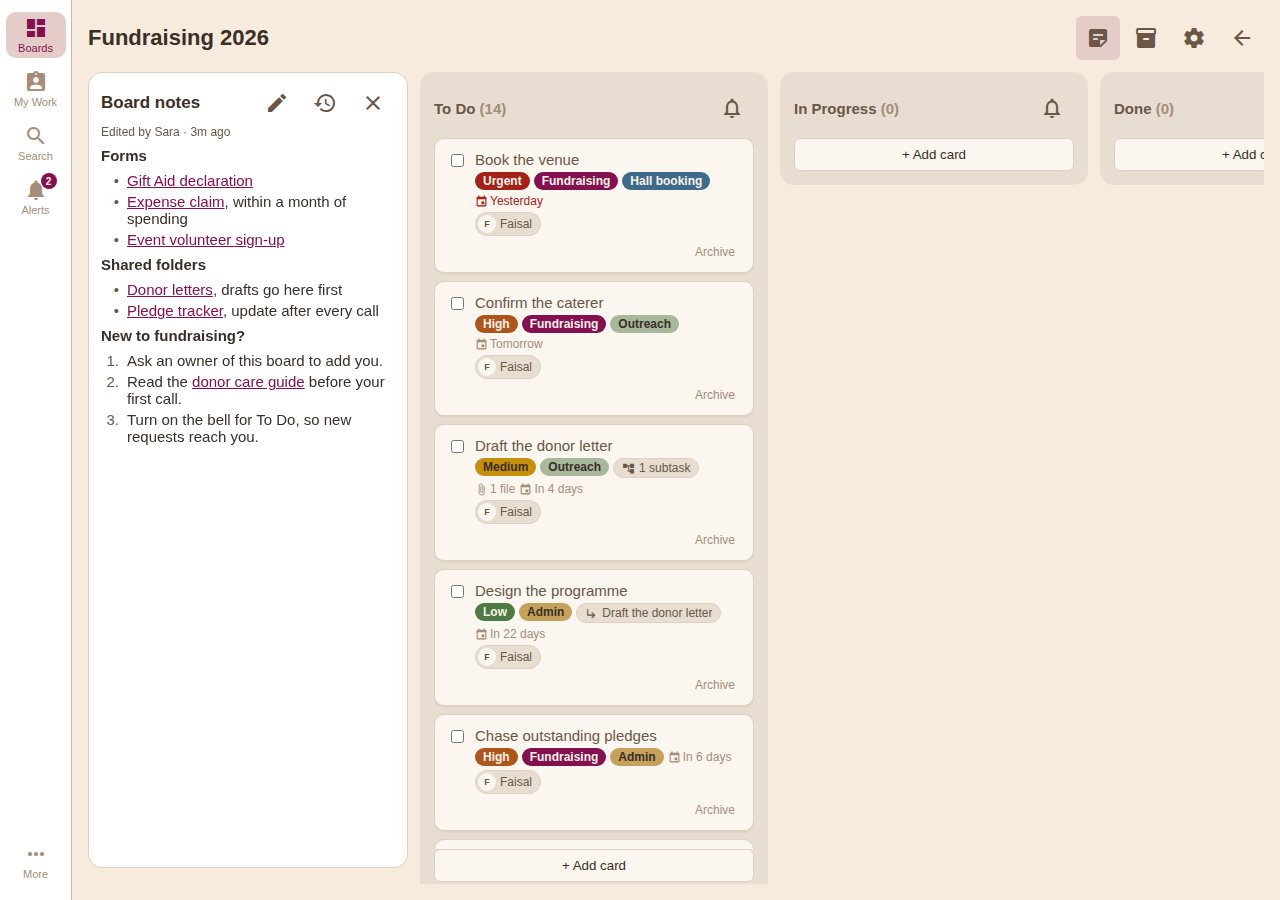 Boards
My Work
Search
2
Alerts
More
Fundraising 2026
Board notes
Edited by Sara · 3m ago
Forms
• Gift Aid declaration
• Expense claim, within a month of
spending
• Event volunteer sign-up
Shared folders
• Donor letters, drafts go here first
• Pledge tracker, update after every call
New to fundraising?
1. Ask an owner of this board to add you.
2. Read the donor care guide before your
first call.
3. Turn on the bell for To Do, so new
requests reach you.
To Do (14)
Book the venue
Urgent Fundraising Hall booking
Yesterday
F Faisal
Archive
Confirm the caterer
High Fundraising Outreach
Tomorrow
F Faisal
Archive
Draft the donor letter
Medium Outreach 1 subtask
1 file In 4 days
F Faisal
Archive
Design the programme
Low Admin Draft the donor letter
In 22 days
F Faisal
Archive
Chase outstanding pledges
High Fundraising Admin In 6 days
F Faisal
Archive
+ Add card
In Progress (0)
+ Add card
Done (0)
+ Add